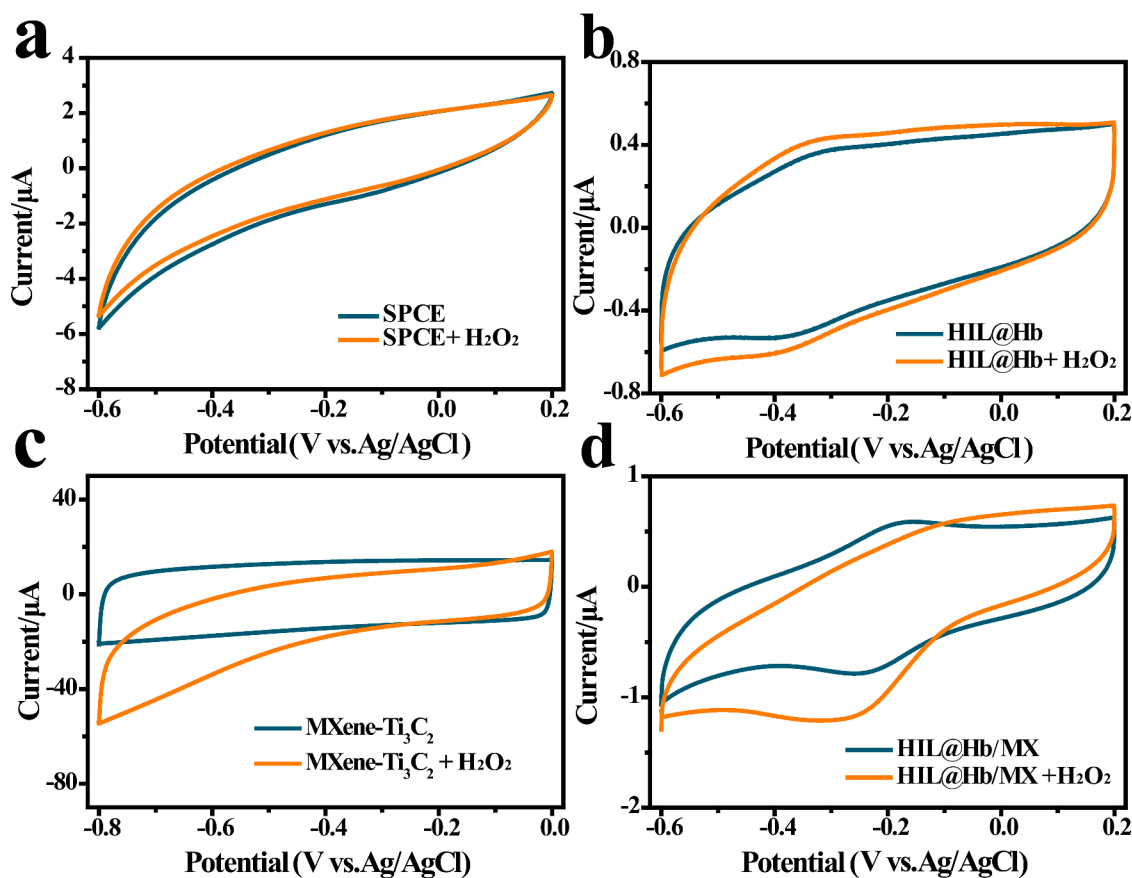 a
4
2
0
-2
-4
-6
-8
Current/μA
SPCE
SPCE+ H₂O₂
-0.6
-0.4
-0.2
0.0
0.2
Potential (V vs.Ag/AgCl)
b
0.8
0.4
0.0
-0.4
-0.8
Current/μA
HIL@Hb
HIL@Hb+ H₂O₂
-0.6
-0.4
-0.2
0.0
0.2
Potential (V vs.Ag/AgCl)
c
40
0
-40
-80
Current/μA
MXene-Ti₃C₂
MXene-Ti₃C₂ + H₂O₂
-0.8
-0.6
-0.4
-0.2
0.0
Potential (V vs.Ag/AgCl)
d
1
0
-1
-2
Current/μA
HIL@Hb/MX
HIL@Hb/MX +H₂O₂
-0.6
-0.4
-0.2
0.0
0.2
Potential (V vs.Ag/AgCl)